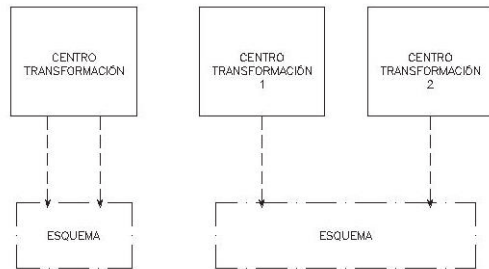 CENTRO
TRANSFORMACIÓN
CENTRO
TRANSFORMACIÓN
1
CENTRO
TRANSFORMACIÓN
2
ESQUEMA
ESQUEMA